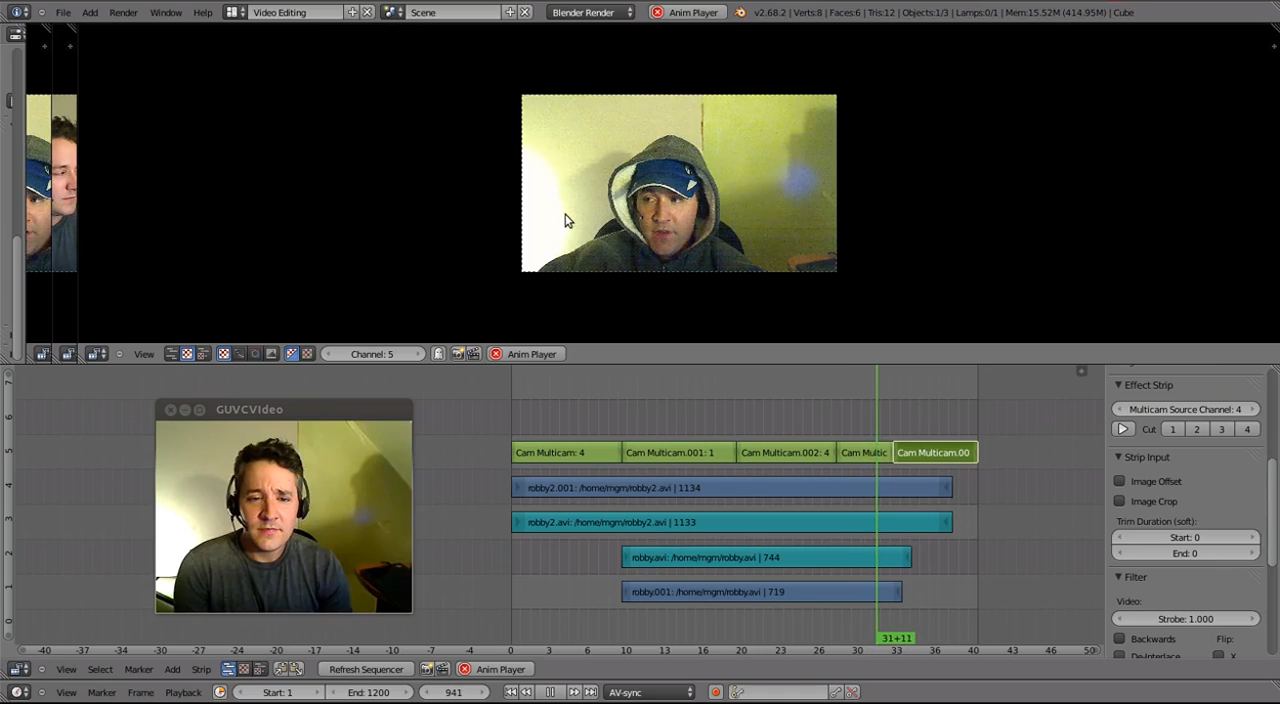 File Add Render Window Help Video Editing Scene Blender Render Anim Player v2.68.2 | Verts:8 | Faces:6 | Tris:12 | Objects:1/3 | Lamps:0/1 | Mem:15.52M (414.95M) | Cube
View Channel: 5 Anim Player
7
6
5
4
3
2
1
0
GUVCVIdeo
Cam Multicam: 4 Cam Multicam.001: 1 Cam Multicam.002: 4 Cam Multic Cam Multicam.00
robby2.001: /home/mgm/robby2.avi | 1134
robby2.avi: /home/mgm/robby2.avi | 1133
robby.avi: /home/mgm/robby.avi | 744
robby.001: /home/mgm/robby.avi | 719
31+11
-40 -37 -34 -30 -27 -24 -20 -17 -14 -10 -7 -4 0 3 6 10 13 16 20 23 26 30 33 36 40 43 46 50
Effect Strip
Multicam Source Channel: 4
Cut 1 2 3 4
Strip Input
Image Offset
Image Crop
Trim Duration (soft):
Start: 0
End: 0
Filter
Video:
Strobe: 1.000
Backwards Flip:
De-Interlace X
View Select Marker Add Strip Refresh Sequencer Anim Player
View Marker Frame Playback Start: 1 End: 1200 941 AV-sync